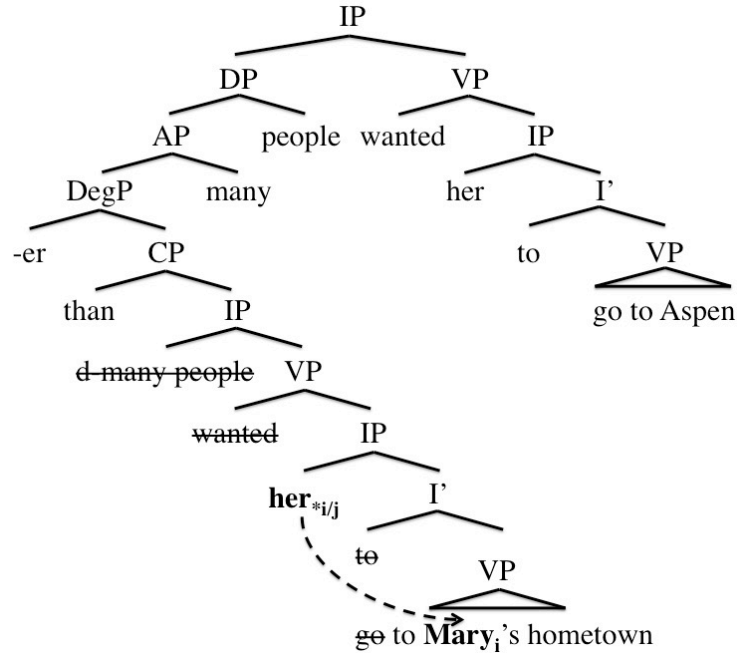 IP
DP VP
AP people wanted IP
DegP many her I’
-er CP to VP
than IP go to Aspen
d-many people VP
wanted IP
her*i/j I’
to VP
go to Maryi’s hometown